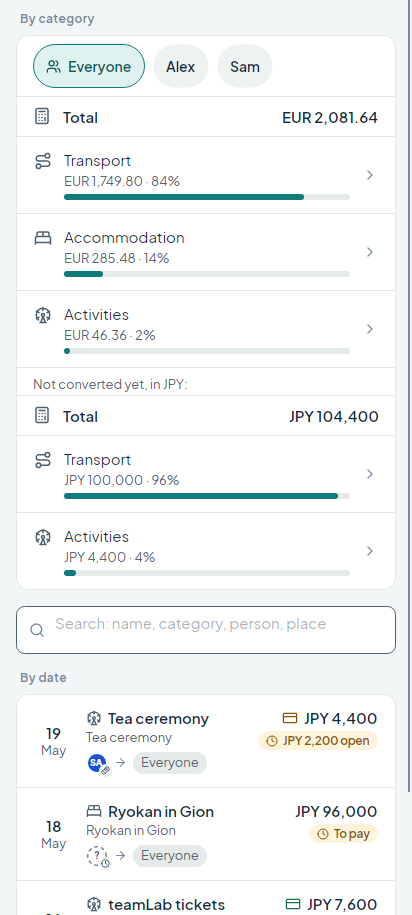 By category
Everyone
Alex
Sam
Total EUR 2,081.64
Transport
EUR 1,749.80 · 84%
Accommodation
EUR 285.48 · 14%
Activities
EUR 46.36 · 2%
Not converted yet, in JPY:
Total JPY 104,400
Transport
JPY 100,000 · 96%
Activities
JPY 4,400 · 4%
Search: name, category, person, place
By date
19 May
Tea ceremony JPY 4,400
Tea ceremony JPY 2,200 open
SA → Everyone
18 May
Ryokan in Gion JPY 96,000
Ryokan in Gion To pay
? → Everyone
teamLab tickets JPY 7,600